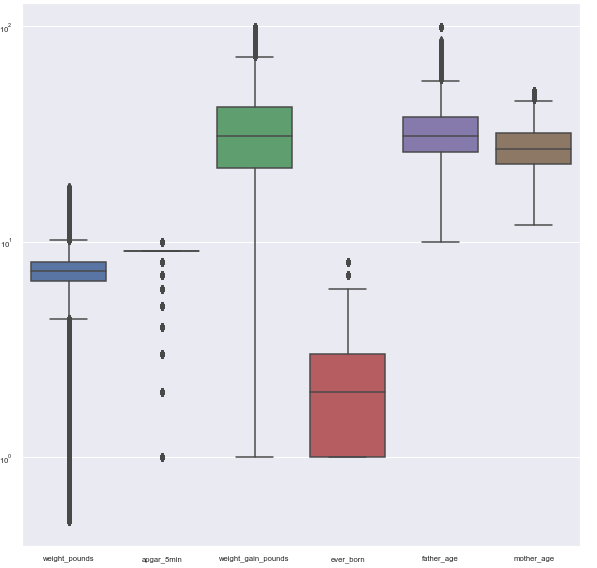 10²
10¹
10⁰
weight_pounds apgar_5min weight_gain_pounds ever_born father_age mother_age